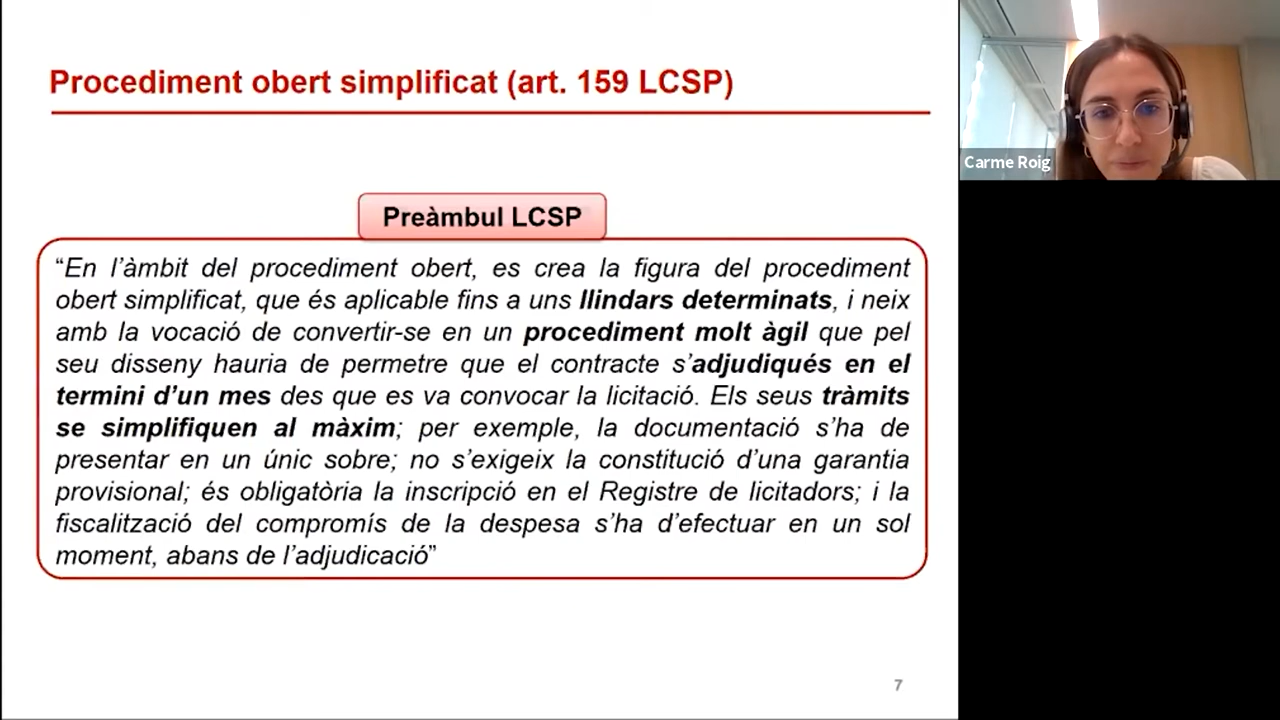 Procediment obert simplificat (art. 159 LCSP)
Carme Roig
Preàmbul LCSP
“En l’àmbit del procediment obert, es crea la figura del procediment
obert simplificat, que és aplicable fins a uns llindars determinats, i neix
amb la vocació de convertir-se en un procediment molt àgil que pel
seu disseny hauria de permetre que el contracte s’adjudiqués en el
termini d’un mes des que es va convocar la licitació. Els seus tràmits
se simplifiquen al màxim; per exemple, la documentació s’ha de
presentar en un únic sobre; no s’exigeix la constitució d’una garantia
provisional; és obligatòria la inscripció en el Registre de licitadors; i la
fiscalització del compromís de la despesa s’ha d’efectuar en un sol
moment, abans de l’adjudicació”
7